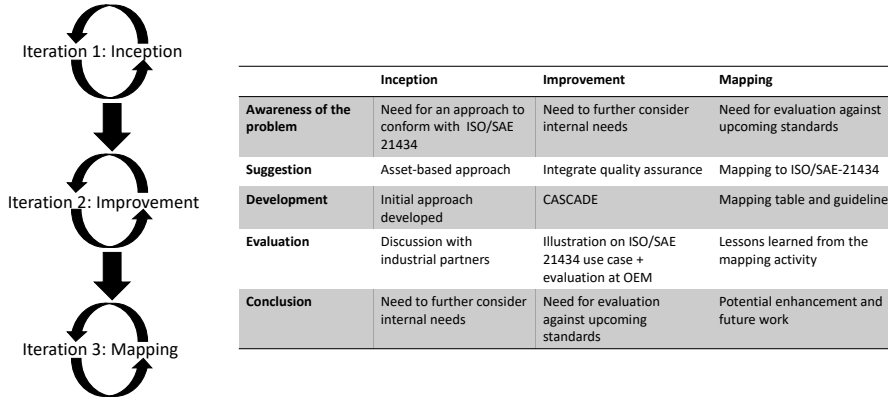 Iteration 1: Inception
Iteration 2: Improvement
Iteration 3: Mapping
Inception Improvement Mapping
Awareness of the Need for an approach to Need to further consider Need for evaluation against
problem conform with ISO/SAE internal needs upcoming standards
21434
Suggestion Asset-based approach Integrate quality assurance Mapping to ISO/SAE-21434
Development Initial approach CASCADE Mapping table and guideline
developed
Evaluation Discussion with Illustration on ISO/SAE Lessons learned from the
industrial partners 21434 use case + mapping activity
evaluation at OEM
Conclusion Need to further consider Need for evaluation Potential enhancement and
internal needs against upcoming future work
standards